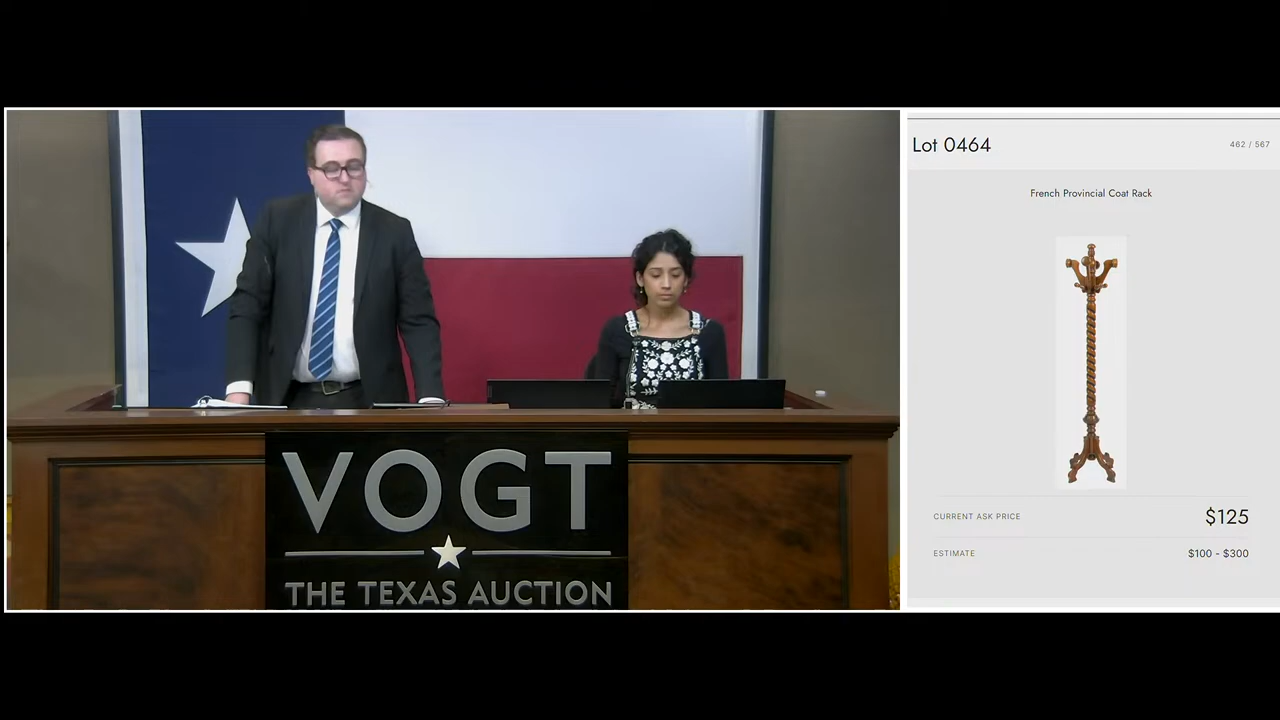 VOGT
THE TEXAS AUCTION
Lot 0464
462 / 567
French Provincial Coat Rack
CURRENT ASK PRICE
$125
ESTIMATE
$100 - $300